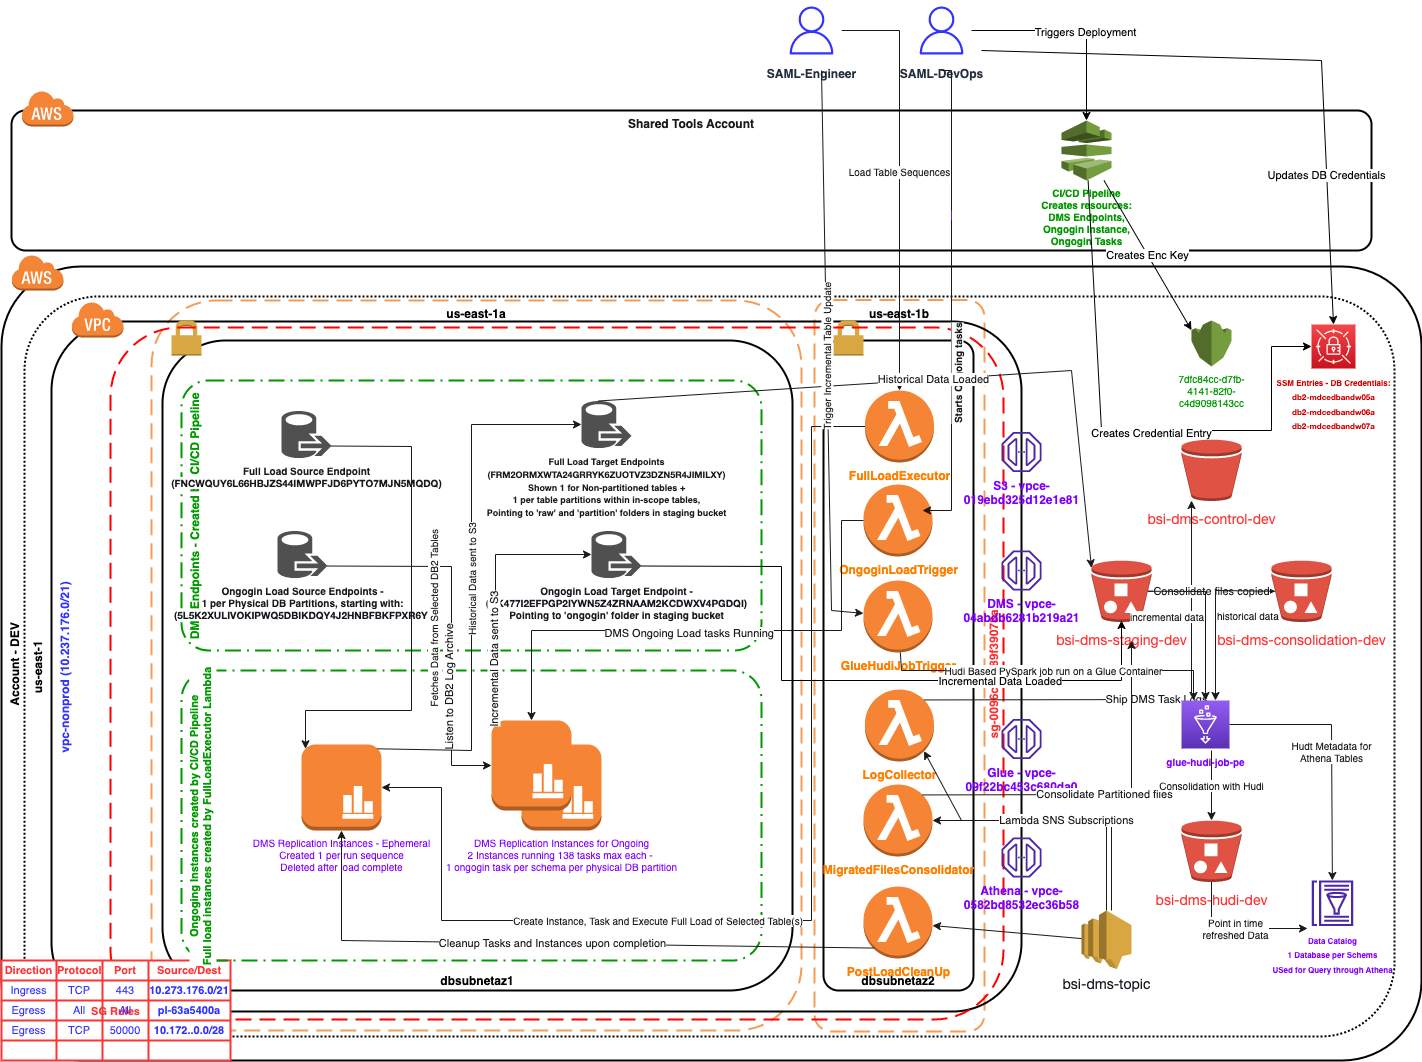 SAML-Engineer
SAML-DevOps
Triggers Deployment
AWS
Shared Tools Account
Load Table Sequences
Updates DB Credentials
CI/CD Pipeline
Creates resources:
DMS Endpoints,
Ongogin Instance,
Ongogin Tasks
Creates Enc Key
AWS
VPC
us-east-1a
us-east-1b
Account - DEV
us-east-1
vpc-nonprod (10.237.176.0/21)
DMS Endpoints - Created in CI/CD Pipeline
Full Load Source Endpoint
(FNCWQUY6L66HBJZS44IMWPFJD6PYTO7MJN5MQDQ)
Full Load Target Endpoints
(FRM2ORMXWTA24GRRYK6ZUOTVZ3DZN5R4JIMILXY)
Shown 1 for Non-partitioned tables +
1 per table partitions within in-scope tables,
Pointing to 'raw' and 'partition' folders in staging bucket
Ongogin Load Source Endpoints -
1 per Physical DB Partitions, starting with:
(5L5K2XULIVOKIPWQ5DBIKDQY4J2HNBFBKFPXR6Y
Ongogin Load Target Endpoint -
477I2EFPGP2IYWN5Z4ZRNAAM2KCDWXV4PGDQI)
Pointing to 'ongogin' folder in staging bucket
Fetches Data from Selected DB2 Tables
Listen to DB2 Log Archive
Historical Data sent to S3
Incremental Data sent to S3
DMS Ongoing Load tasks Running
Ongoging instances created by CI/CD Pipeline
Full load instances created by FullLoadExecutor Lambda
DMS Replication Instances - Ephemeral
Created 1 per run sequence
Deleted after load complete
DMS Replication Instances for Ongoing
2 Instances running 138 tasks max each -
1 ongogin task per schema per physical DB partition
Create Instance, Task and Execute Full Load of Selected Table(s)
Cleanup Tasks and Instances upon completion
dbsubnetaz1
dbsubnetaz2
Trigger Incremental Table Update
Starts Ongoing tasks
Historical Data Loaded
FullLoadExecutor
OngoginLoadTrigger
GlueHudiJobTrigger
LogCollector
MigratedFilesConsolidator
PostLoadCleanUp
S3 - vpce-
019ebd325d12e1e81
DMS - vpce-
04abdb6281b219a21
Glue - vpce-
09f22bc453c680da0
Athena - vpce-
0582bd8532ec36b58
Hudi Based PySpark job run on a Glue Container
Incremental Data Loaded
Ship DMS Task Logs
Consolidate Partitioned files
Lambda SNS Subscriptions
bsi-dms-topic
7dfc84cc-d7fb-
4141-82f0-
c4d9098143cc
SSM Entries - DB Credentials:
db2-mdcedbandw05a
db2-mdcedbandw06a
db2-mdcedbandw07a
Creates Credential Entry
bsi-dms-control-dev
Consolidate files copied
incremental data
historical data
bsi-dms-staging-dev
bsi-dms-consolidation-dev
glue-hudi-job-pe
Hudt Metadata for
Athena Tables
Consolidation with Hudi
bsi-dms-hudi-dev
Point in time
refreshed Data
Data Catalog
1 Database per Schems
USed for Query through Athena
Direction Protocol Port Source/Dest
Ingress TCP 443 10.273.176.0/21
Egress All All pl-63a5400a
SG Rules
Egress TCP 50000 10.172..0.0/28